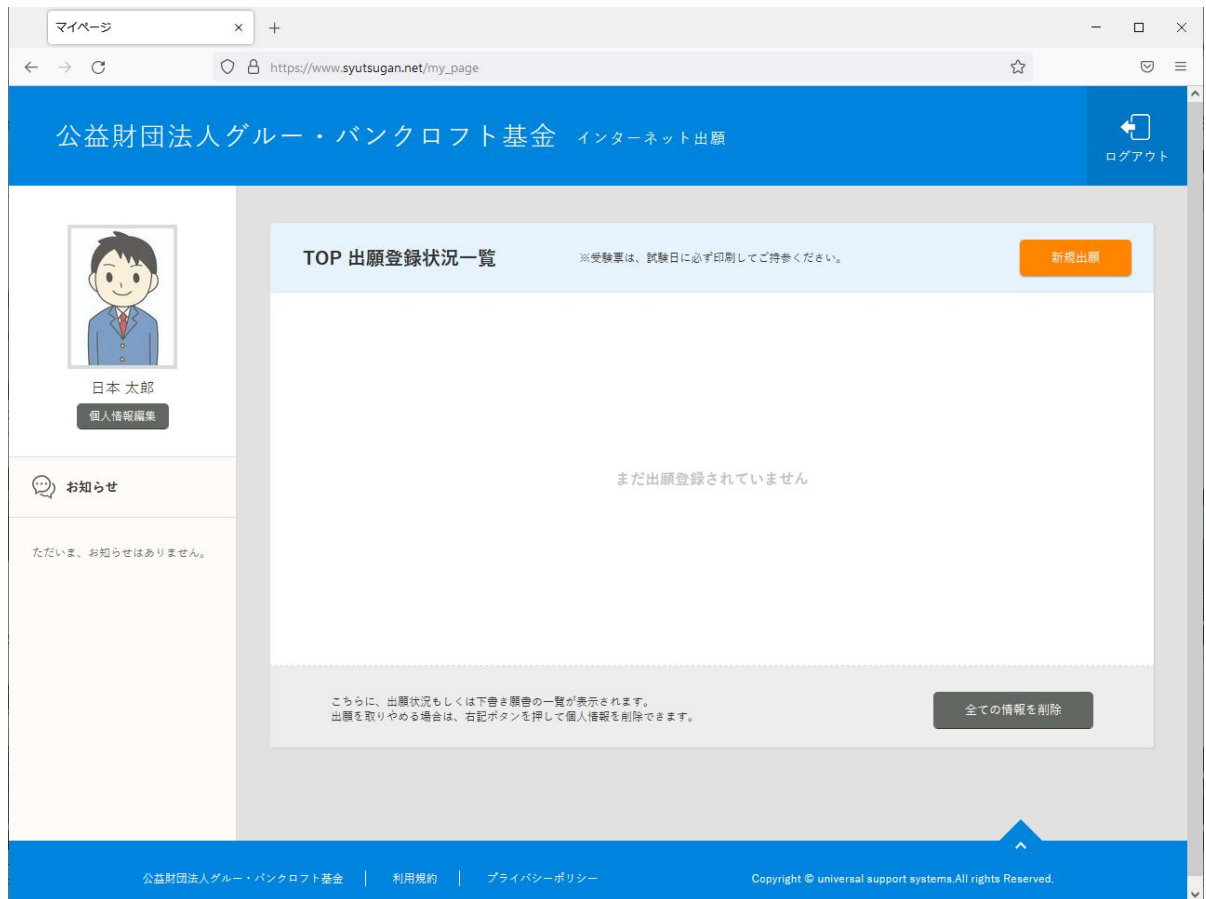 マイページ
https://www.syutsugan.net/my_page
公益財団法人グルー・バンクロフト基金 インターネット出願
ログアウト
日本 太郎
個人情報編集
お知らせ
ただいま、お知らせはありません。
TOP 出願登録状況一覧 ※受験票は、試験日に必ず印刷してご持参ください。 新規出願
まだ出願登録されていません
こちらに、出願状況もしくは下書き願書の一覧が表示されます。
出願を取りやめる場合は、右記ボタンを押して個人情報を削除できます。
全ての情報を削除
公益財団法人グルー・バンクロフト基金 | 利用規約 | プライバシーポリシー Copyright © universal support systems.All rights Reserved.